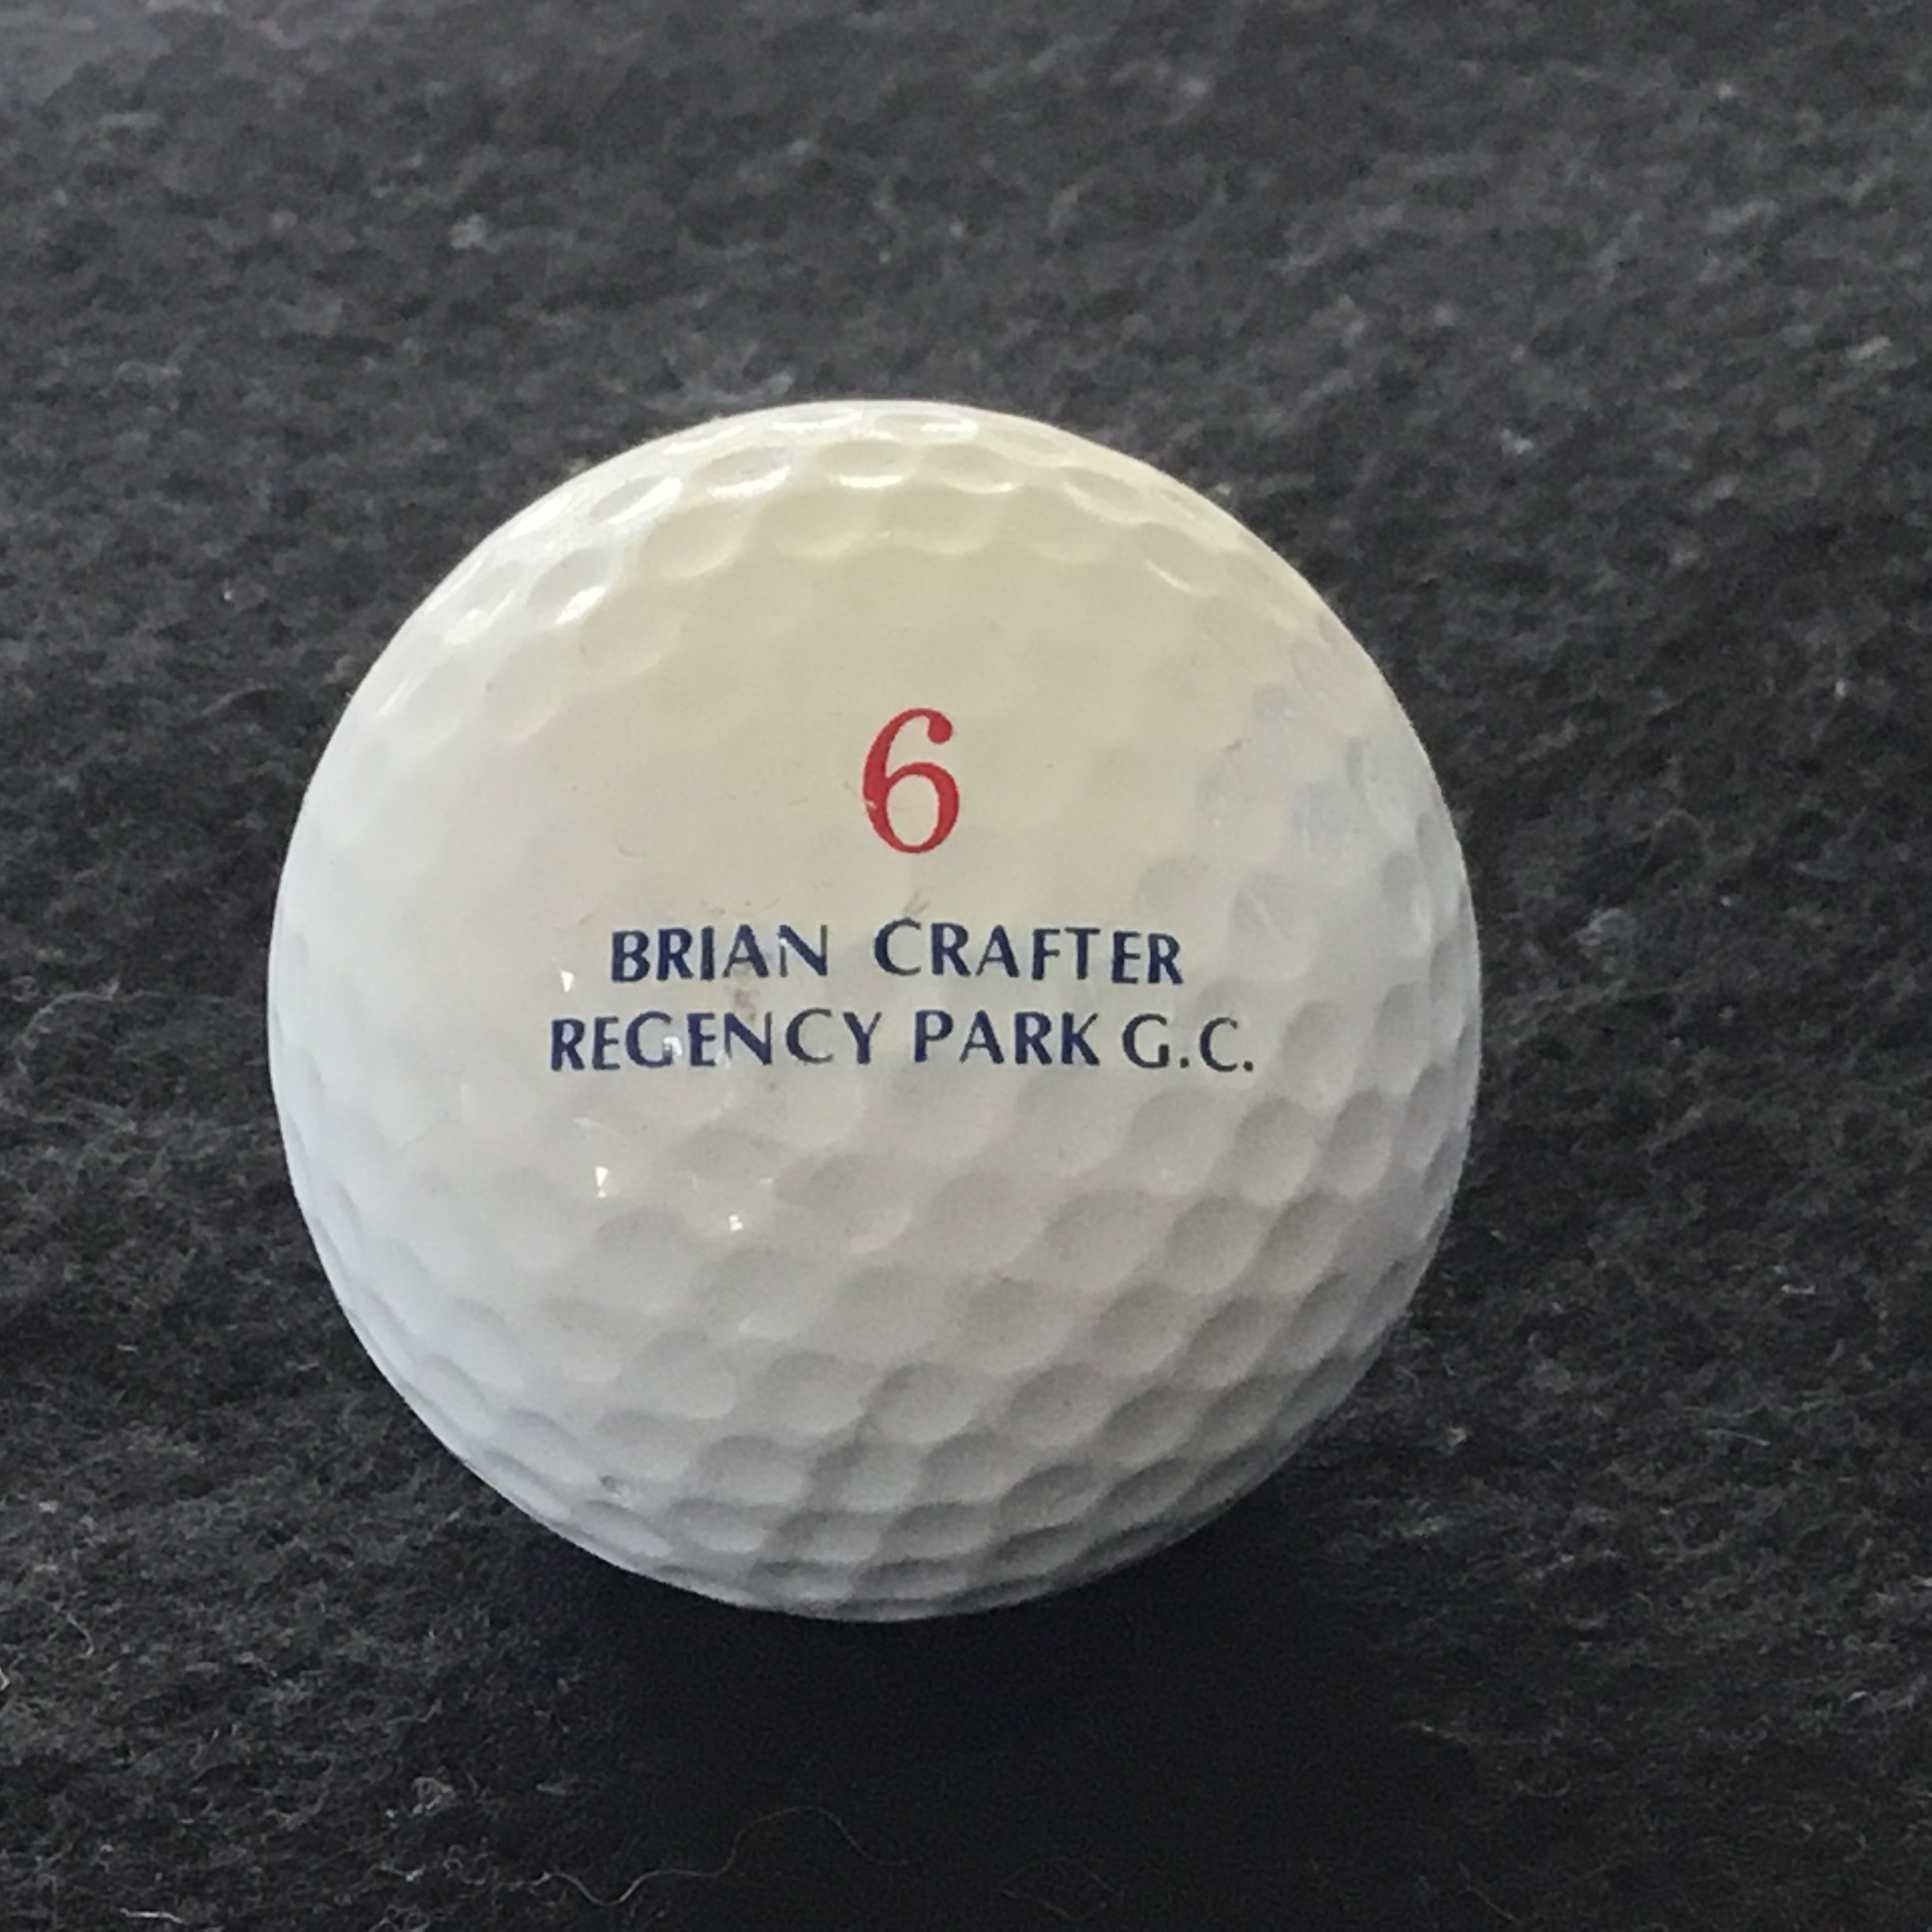 6
BRIAN CRAFTER
REGENCY PARK G.C.